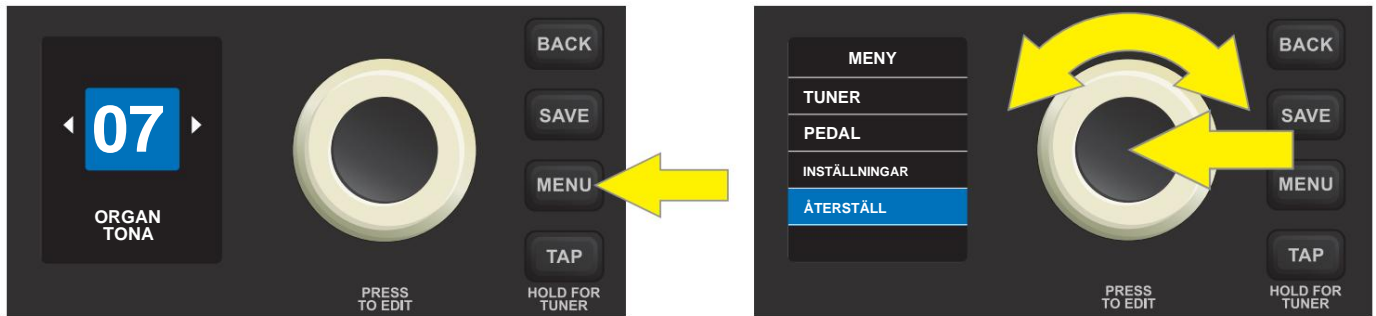 07
ORGAN
TONA
BACK
SAVE
MENU
TAP
PRESS
TO EDIT
HOLD FOR
TUNER
MENY
TUNER
PEDAL
INSTÄLLNINGAR
ÅTERSTÄLL
BACK
SAVE
MENU
TAP
PRESS
TO EDIT
HOLD FOR
TUNER